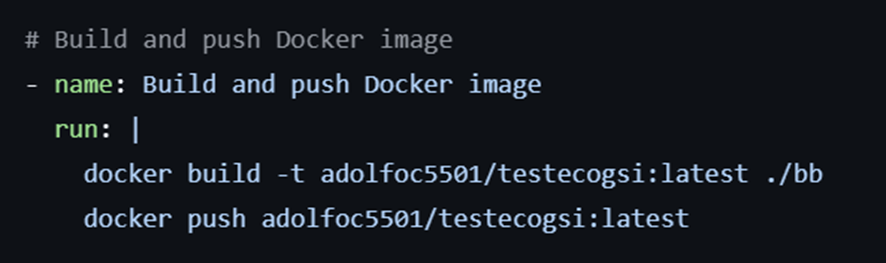 # Build and push Docker image
- name: Build and push Docker image
run: |
docker build -t adolfoc5501/testecogsi:latest ./bb
docker push adolfoc5501/testecogsi:latest